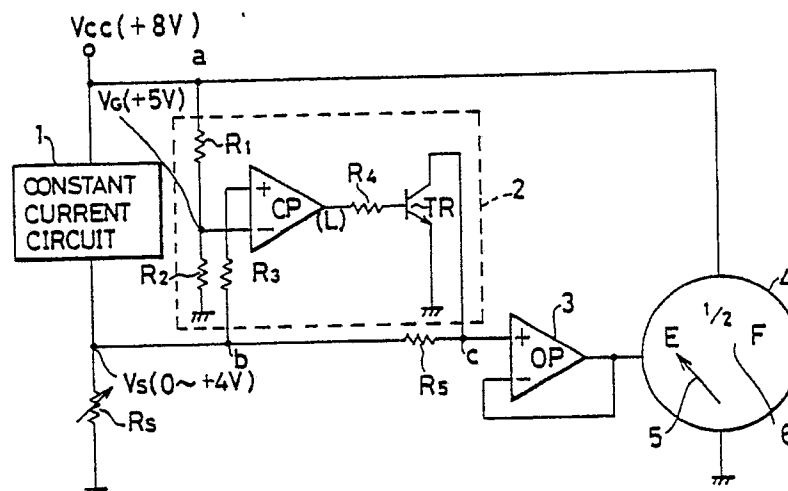 Vcc(+8V)
a
VG(+5V)
1
R1
CONSTANT
CURRENT
CIRCUIT
+
CP
−
(L)
R4
TR
2
R2
R3
3
4
1/2
E
F
b
R5
c
+
OP
−
Vs(0~+4V)
Rs
5
6